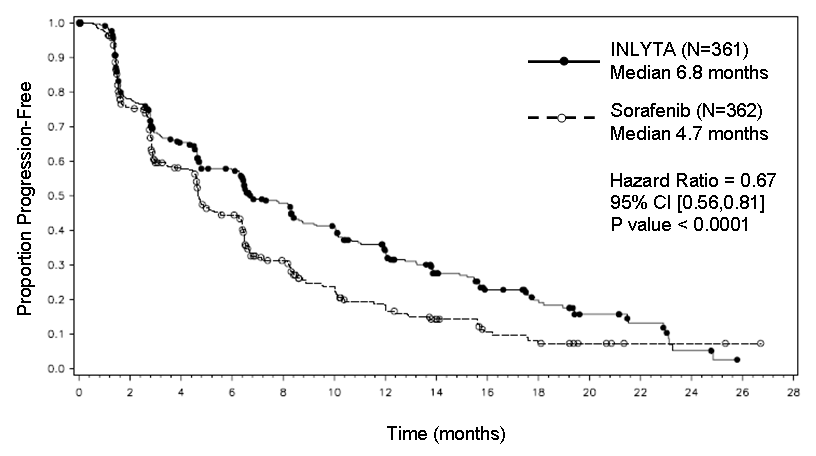 INLYTA (N=361)
Median 6.8 months
Sorafenib (N=362)
Median 4.7 months
Hazard Ratio = 0.67
95% CI [0.56,0.81]
P value < 0.0001
Proportion Progression-Free
1.0
0.9
0.8
0.7
0.6
0.5
0.4
0.3
0.2
0.1
0.0
0 2 4 6 8 10 12 14 16 18 20 22 24 26 28
Time (months)